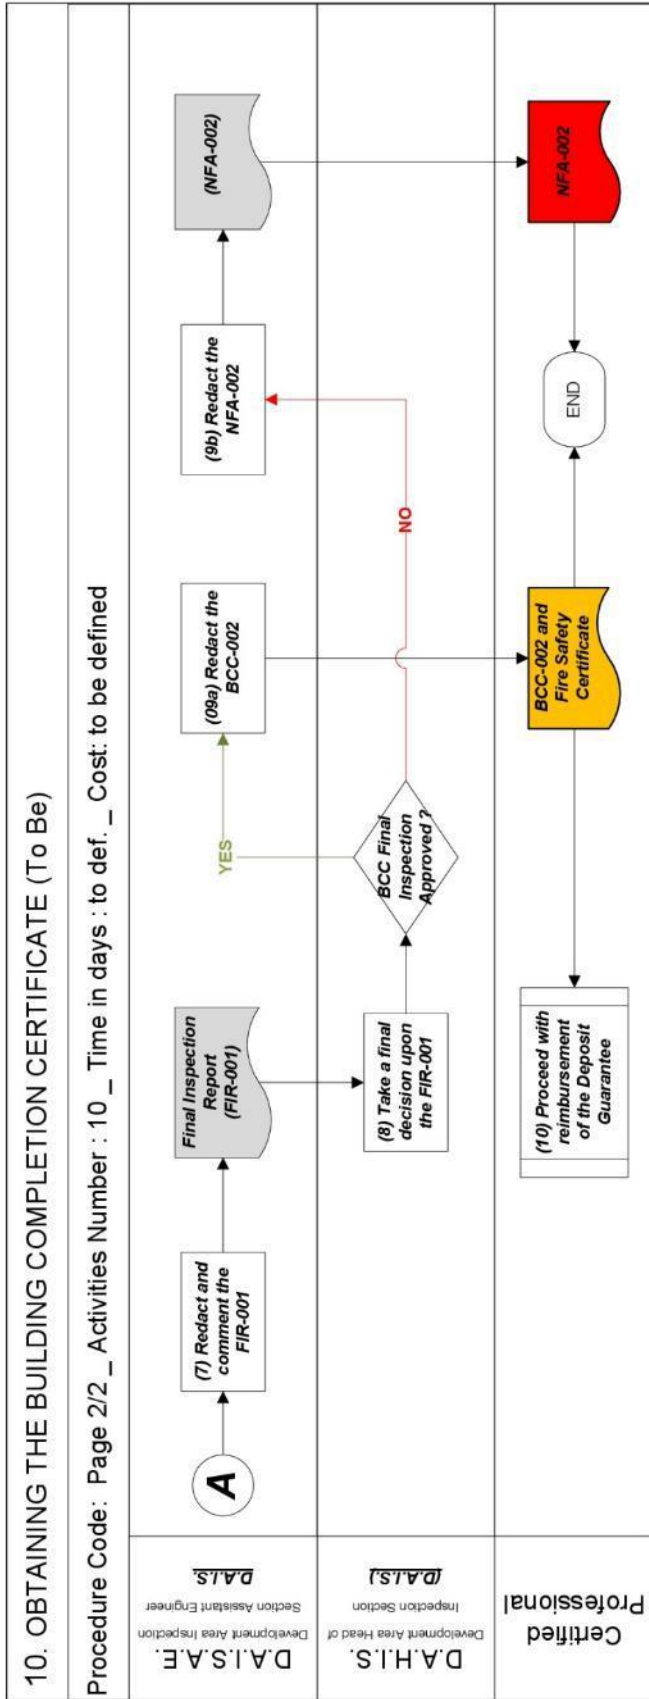 10. OBTAINING THE BUILDING COMPLETION CERTIFICATE (To Be)
Procedure Code: Page 2/2 _ Activities Number : 10 _ Time in days : to def. _ Cost: to be defined
D.A.I.S.A.E.
Development Area Inspection
Section Assistant Engineer
D.A.I.S.
A
(7) Redact and
comment the
FIR-001
Final Inspection
Report
(FIR-001)
YES
(09a) Redact the
BCC-002
(9b) Redact the
NFA-002
(NFA-002)
D.A.H.I.S.
Development Area Head of
Inspection Section
(D.A.I.S.)
(8) Take a final
decision upon
the FIR-001
BCC Final
Inspection
Approved ?
NO
Certified
Professional
(10) Proceed with
reimbursement
of the Deposit
Guarantee
BCC-002 and
Fire Safety
Certificate
END
NFA-002